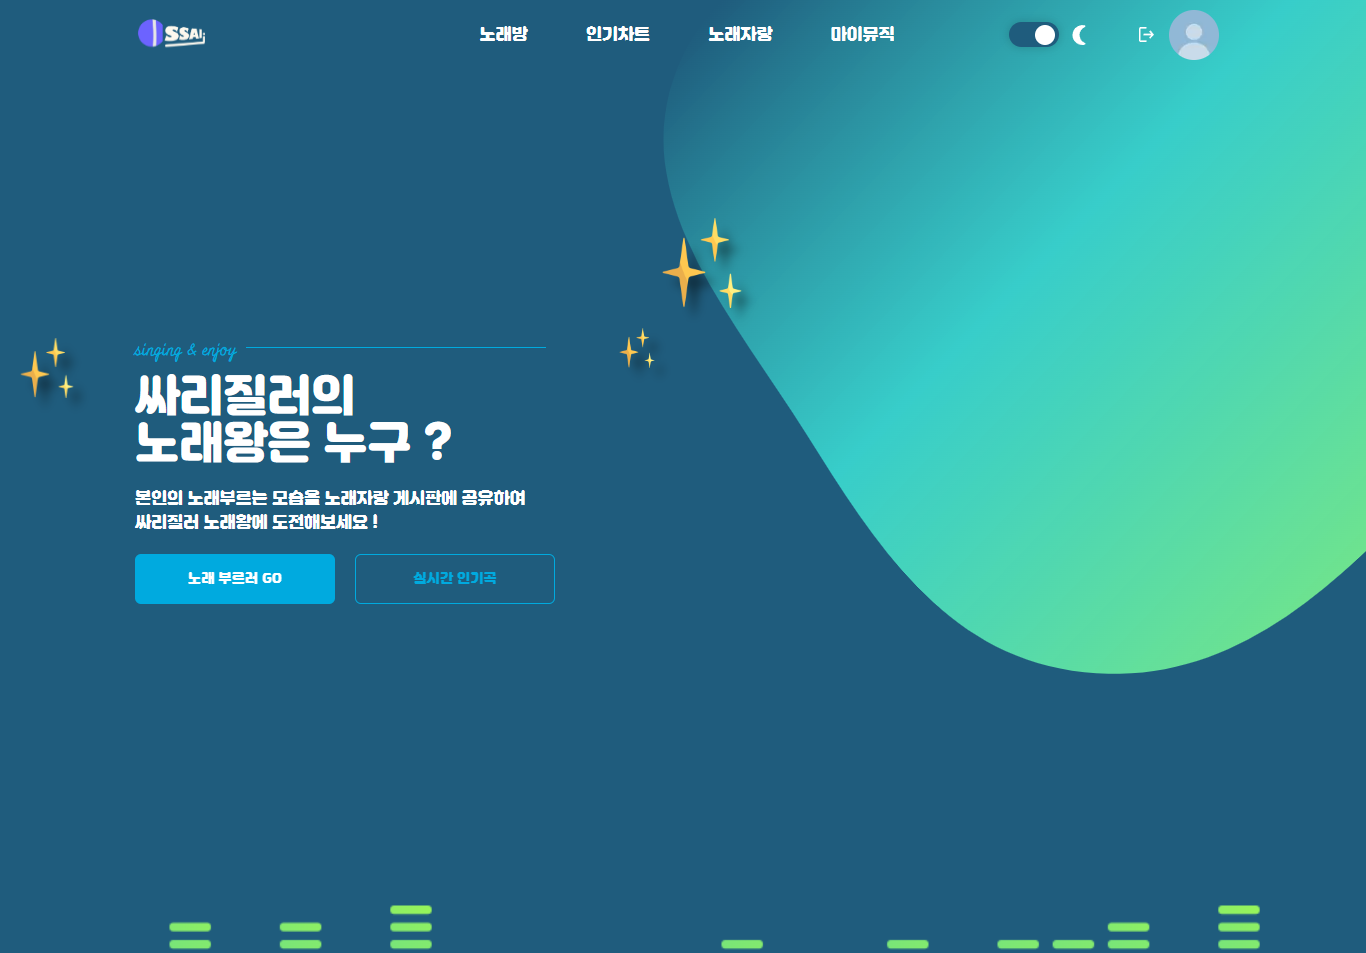 SSAI
노래방
인기차트
노래자랑
마이뮤직
singing & enjoy
싸리질러의
노래왕은 누구 ?
본인의 노래부르는 모습을 노래자랑 게시판에 공유하여
싸리질러 노래왕에 도전해보세요 !
노래 부르러 GO
실시간 인기곡